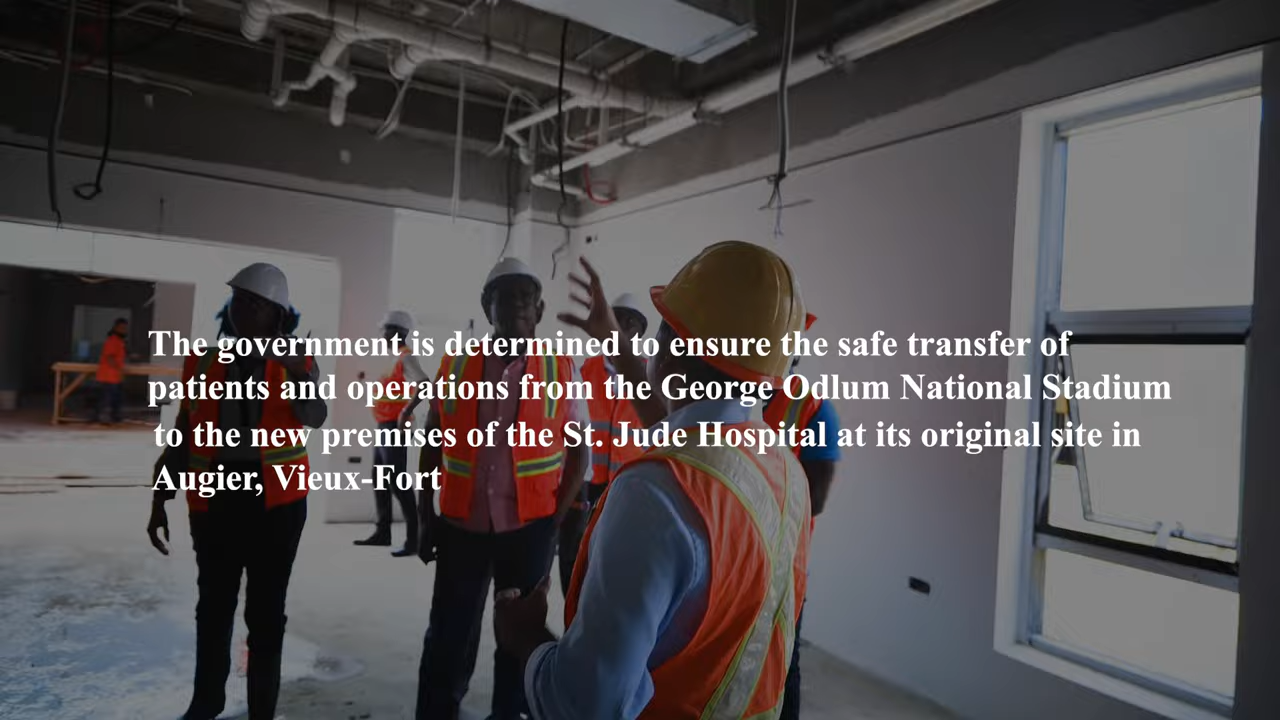 The government is determined to ensure the safe transfer of
patients and operations from the George Odlum National Stadium
to the new premises of the St. Jude Hospital at its original site in
Augier, Vieux-Fort